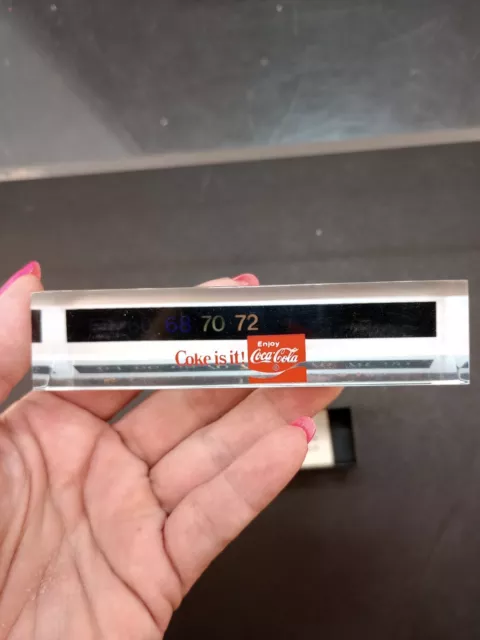 68 70 72
Coke is it!
Enjoy
Coca-Cola